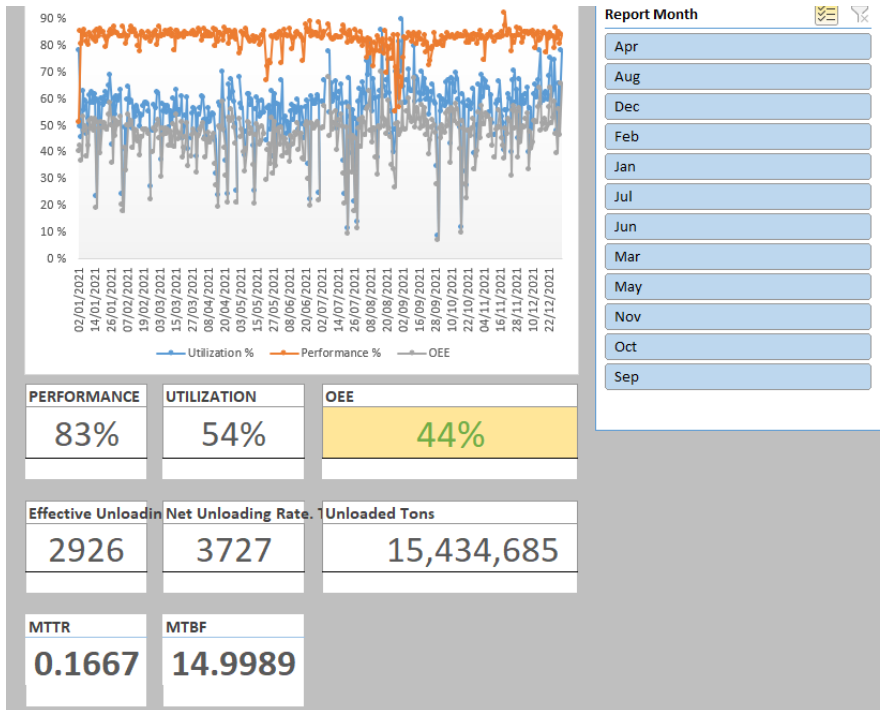 90 %
80 %
70 %
60 %
50 %
40 %
30 %
20 %
10 %
0 %
02/01/2021
14/01/2021
26/01/2021
07/02/2021
19/02/2021
03/03/2021
15/03/2021
27/03/2021
08/04/2021
20/04/2021
03/05/2021
15/05/2021
27/05/2021
08/06/2021
20/06/2021
02/07/2021
14/07/2021
26/07/2021
08/08/2021
20/08/2021
02/09/2021
16/09/2021
28/09/2021
10/10/2021
22/10/2021
04/11/2021
16/11/2021
28/11/2021
10/12/2021
22/12/2021
Utilization % Performance % OEE
Report Month
Apr
Aug
Dec
Feb
Jan
Jul
Jun
Mar
May
Nov
Oct
Sep
PERFORMANCE UTILIZATION OEE
83% 54% 44%
Effective Unloadin Net Unloading Rate. Unloaded Tons
2926 3727 15,434,685
MTTR MTBF
0.1667 14.9989